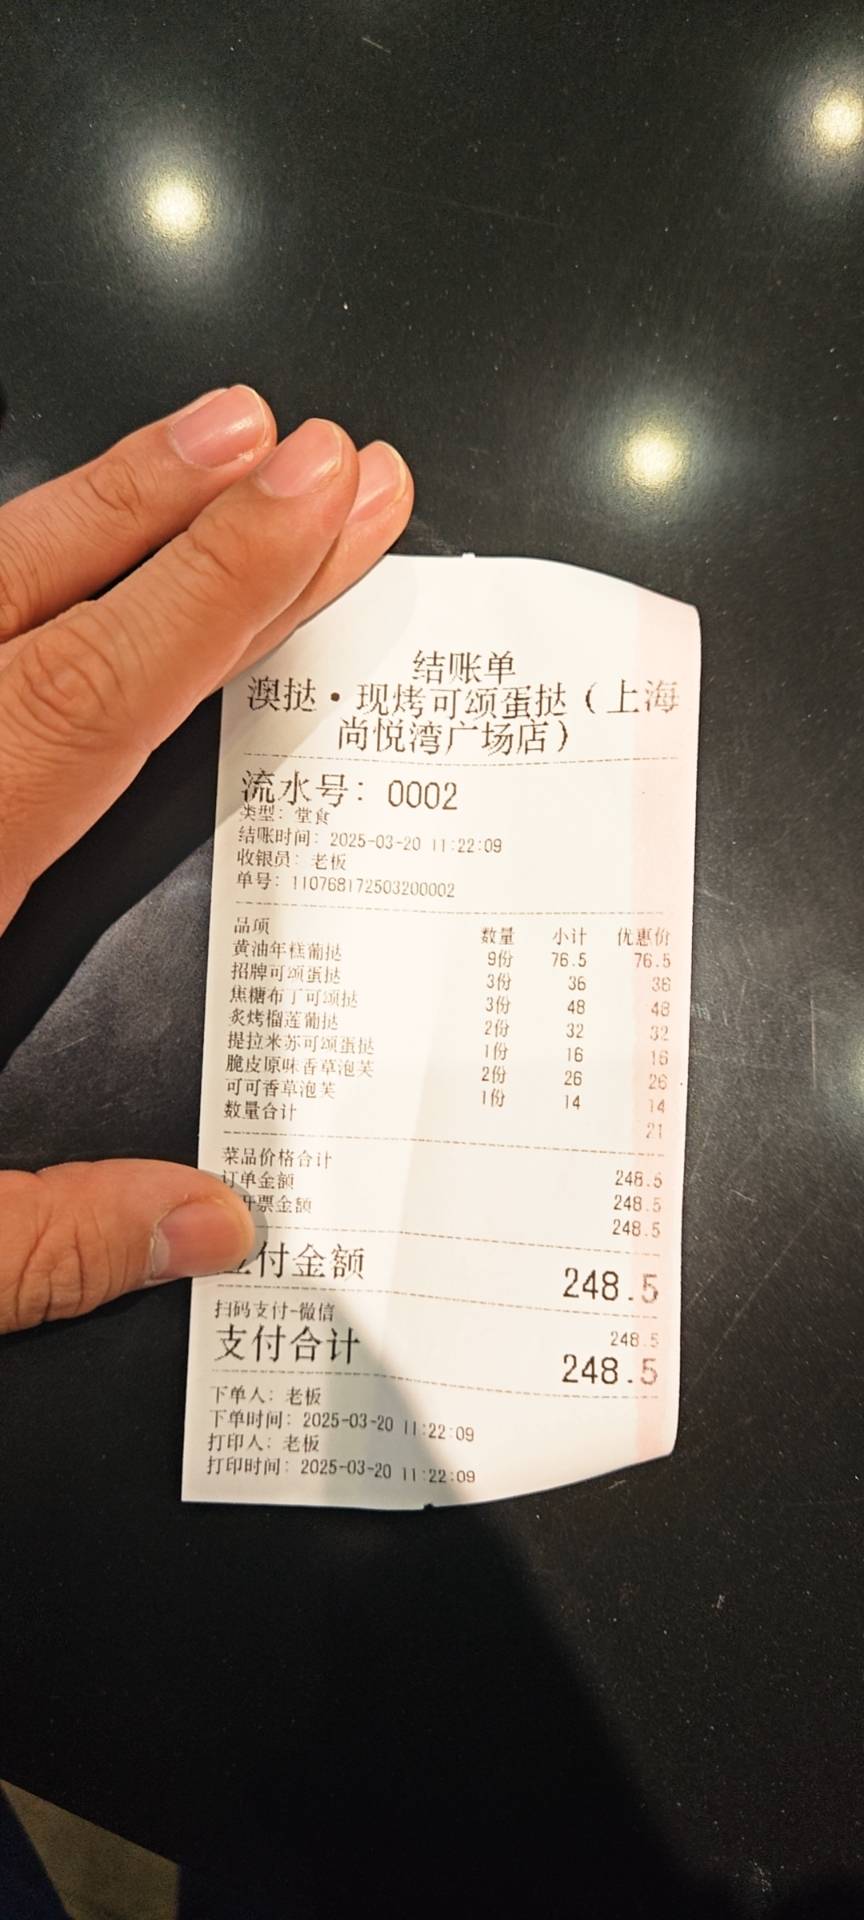 结账单
澳挞·现烤可颂蛋挞（上海
尚悦湾广场店）
流水号：0002
类型：堂食
结账时间：2025-03-20 11:22:09
收银员：老板
单号：110768172503200002
品项 数量 小计 优惠价
黄油年糕葡挞 9份 76.5 76.5
招牌可颂蛋挞 3份 36 36
焦糖布丁可颂挞 3份 48 48
炙烤榴莲葡挞 2份 32 32
提拉米苏可颂蛋挞 1份 16 16
脆皮原味香草泡芙 2份 26 26
可可香草泡芙 1份 14 14
数量合计 21
菜品价格合计 248.5
订单金额 248.5
开票金额 248.5
付金额 248.5
扫码支付-微信 248.5
支付合计 248.5
下单人：老板
下单时间：2025-03-20 11:22:09
打印人：老板
打印时间：2025-03-20 11:22:09